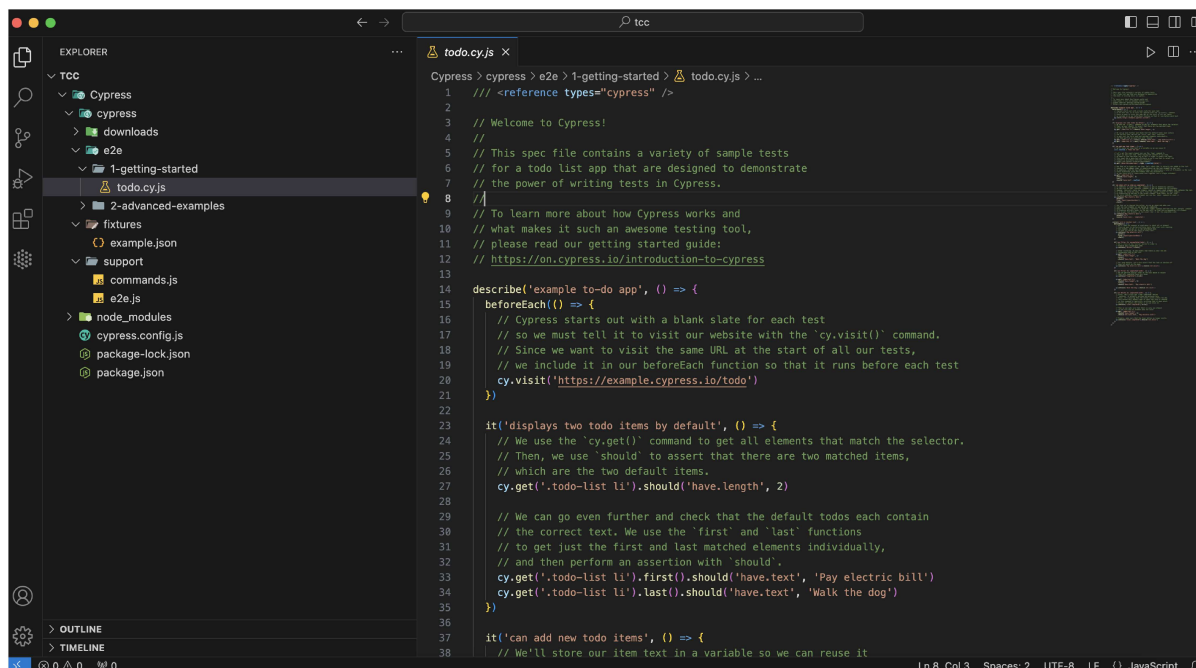 tcc
EXPLORER
TCC
Cypress
cypress
downloads
e2e
1-getting-started
todo.cy.js
2-advanced-examples
fixtures
example.json
support
commands.js
e2e.js
node_modules
cypress.config.js
package-lock.json
package.json
OUTLINE
TIMELINE
todo.cy.js
Cypress > cypress > e2e > 1-getting-started > todo.cy.js > ...
1 /// <reference types="cypress" />
2
3 // Welcome to Cypress!
4 //
5 // This spec file contains a variety of sample tests
6 // for a todo list app that are designed to demonstrate
7 // the power of writing tests in Cypress.
8 //
9 // To learn more about how Cypress works and
10 // what makes it such an awesome testing tool,
11 // please read our getting started guide:
12 // https://on.cypress.io/introduction-to-cypress
13
14 describe('example to-do app', () => {
15 beforeEach(() => {
16 // Cypress starts out with a blank slate for each test
17 // so we must tell it to visit our website with the `cy.visit()` command.
18 // Since we want to visit the same URL at the start of all our tests,
19 // we include it in our beforeEach function so that it runs before each test
20 cy.visit('https://example.cypress.io/todo')
21 })
22
23 it('displays two todo items by default', () => {
24 // We use the `cy.get()` command to get all elements that match the selector.
25 // Then, we use `should` to assert that there are two matched items,
26 // which are the two default items.
27 cy.get('.todo-list li').should('have.length', 2)
28
29 // We can go even further and check that the default todos each contain
30 // the correct text. We use the `first` and `last` functions
31 // to get just the first and last matched elements individually,
32 // and then perform an assertion with `should`.
33 cy.get('.todo-list li').first().should('have.text', 'Pay electric bill')
34 cy.get('.todo-list li').last().should('have.text', 'Walk the dog')
35 })
36
37 it('can add new todo items', () => {
38 // We'll store our item text in a variable so we can reuse it
0 0 0 Ln 8, Col 3 Spaces: 2 UTF-8 LF {} JavaScript